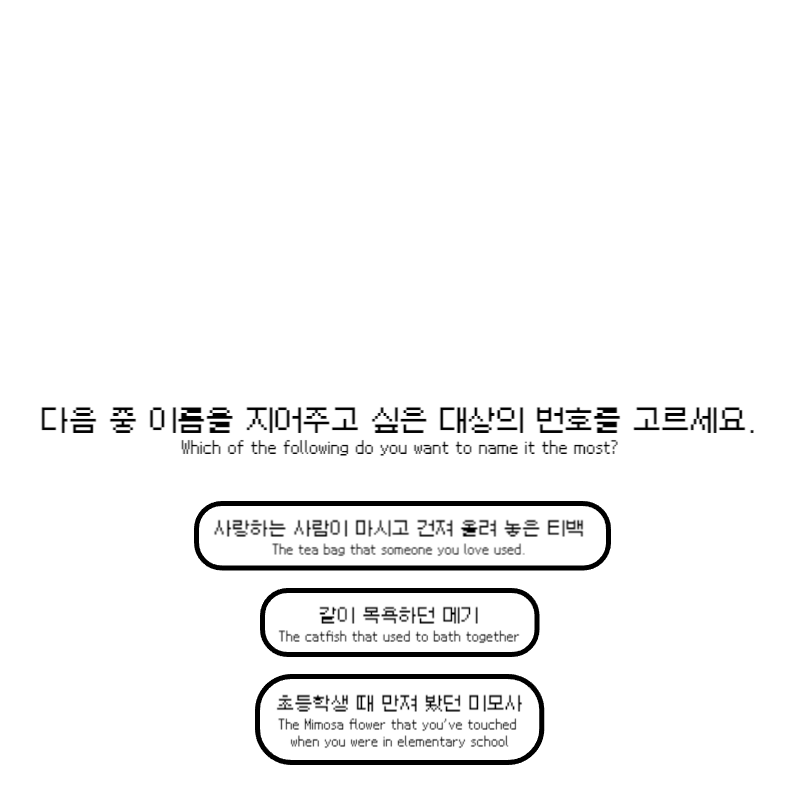 다음 중 이름을 지어주고 싶은 대상의 번호를 고르세요.
Which of the following do you want to name it the most?
사랑하는 사람이 마시고 건져 올려 놓은 티백
The tea bag that someone you love used.
같이 목욕하던 메기
The catfish that used to bath together
초등학생 때 만져 봤던 미모사
The Mimosa flower that you've touched
when you were in elementary school